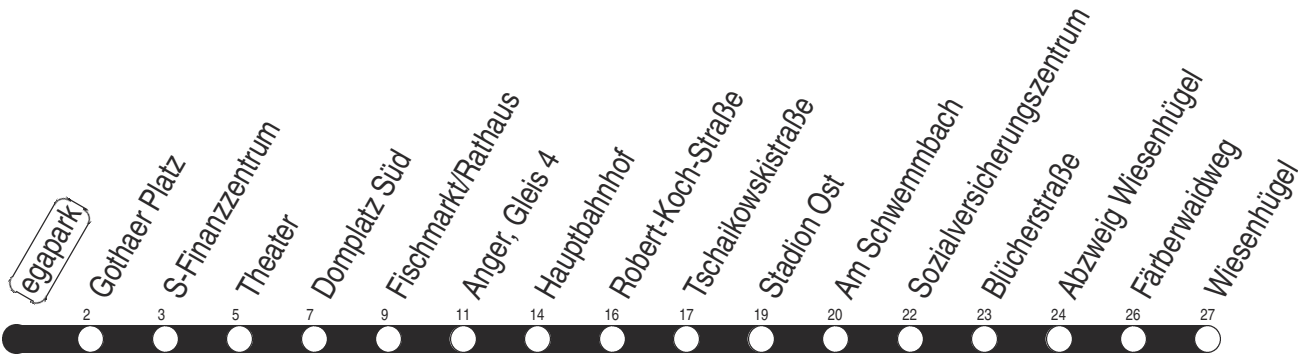 egapark
Gothaer Platz
S-Finanzzentrum
Theater
Domplatz Süd
Fischmarkt/Rathaus
Anger, Gleis 4
Hauptbahnhof
Robert-Koch-Straße
Tschaikowskistraße
Stadion Ost
Am Schwemmbach
Sozialversicherungszentrum
Blücherstraße
Abzweig Wiesenhügel
Färberwaidweg
Wiesenhügel
2 3 5 7 9 11 14 16 17 19 20 22 23 24 26 27